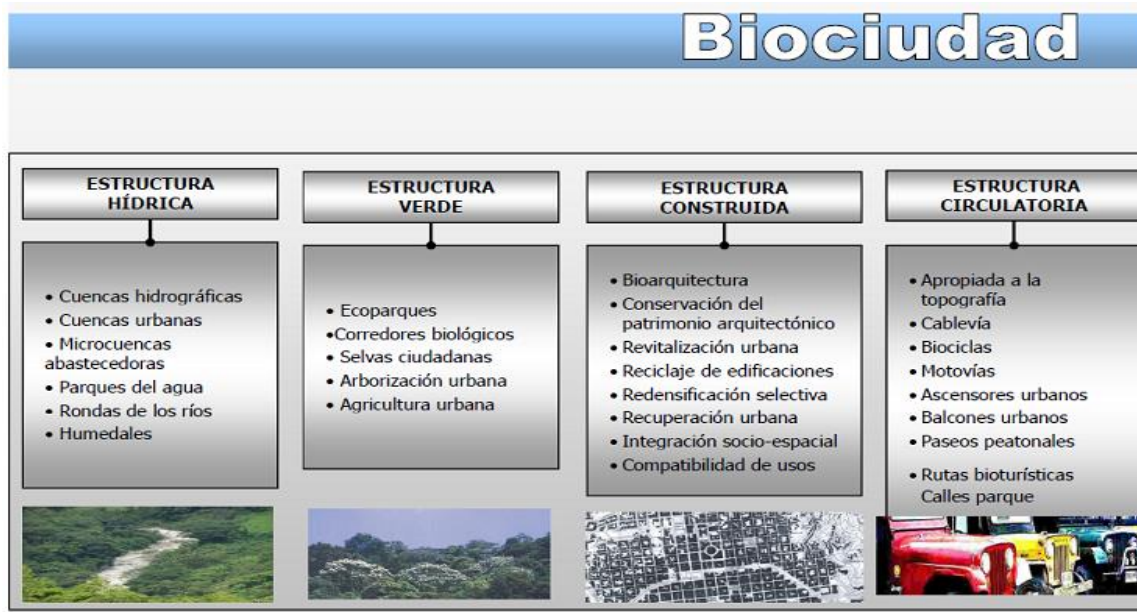 Biociudad
ESTRUCTURA
HÍDRICA
• Cuencas hidrográficas
• Cuencas urbanas
• Microcuencas
abastecedoras
• Parques del agua
• Rondas de los ríos
• Humedales
ESTRUCTURA
VERDE
• Ecoparques
•Corredores biológicos
• Selvas ciudadanas
• Arborización urbana
• Agricultura urbana
ESTRUCTURA
CONSTRUIDA
• Bioarquitectura
• Conservación del
patrimonio arquitectónico
• Revitalización urbana
• Reciclaje de edificaciones
• Redensificación selectiva
• Recuperación urbana
• Integración socio-espacial
• Compatibilidad de usos
ESTRUCTURA
CIRCULATORIA
• Apropiada a la
topografía
• Cablevía
• Biociclas
• Motovías
• Ascensores urbanos
• Balcones urbanos
• Paseos peatonales
• Rutas bioturísticas
Calles parque